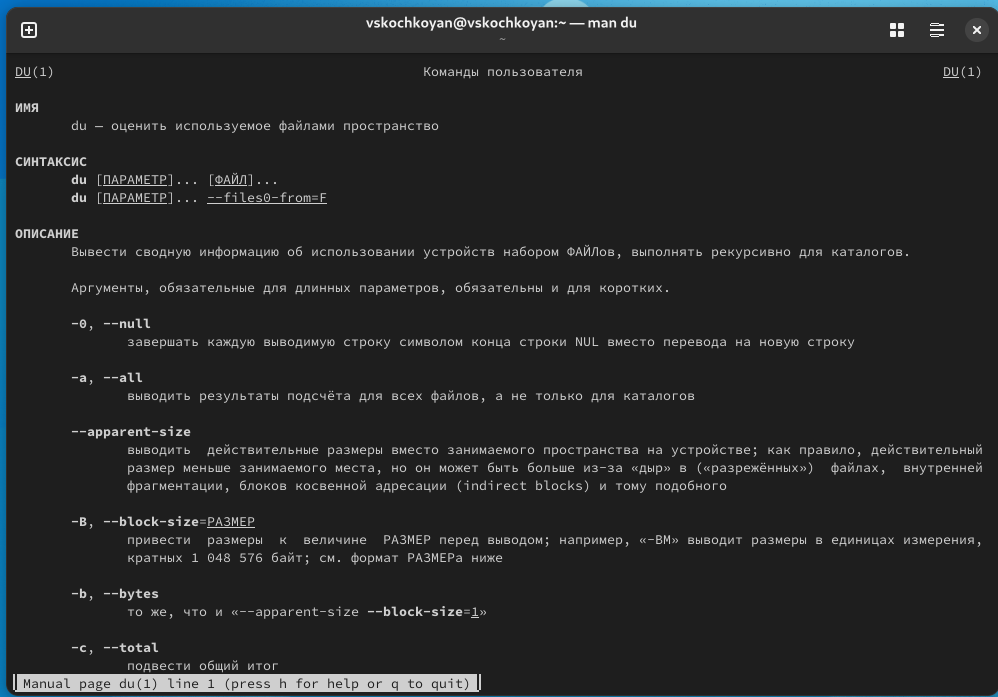 vskochkoyan@vskochkoyan:~ — man du
~
DU(1) Команды пользователя DU(1)
ИМЯ
du — оценить используемое файлами пространство
СИНТАКСИС
du [ПАРАМЕТР]... [ФАЙЛ]...
du [ПАРАМЕТР]... --files0-from=F
ОПИСАНИЕ
Вывести сводную информацию об использовании устройств набором ФАЙЛов, выполнять рекурсивно для каталогов.
Аргументы, обязательные для длинных параметров, обязательны и для коротких.
-0, --null
завершать каждую выводимую строку символом конца строки NUL вместо перевода на новую строку
-a, --all
выводить результаты подсчёта для всех файлов, а не только для каталогов
--apparent-size
выводить действительные размеры вместо занимаемого пространства на устройстве; как правило, действительный
размер меньше занимаемого места, но он может быть больше из-за «дыр» в («разрежённых») файлах, внутренней
фрагментации, блоков косвенной адресации (indirect blocks) и тому подобного
-B, --block-size=РАЗМЕР
привести размеры к величине РАЗМЕР перед выводом; например, «-BM» выводит размеры в единицах измерения,
кратных 1 048 576 байт; см. формат РАЗМЕРа ниже
-b, --bytes
то же, что и «--apparent-size --block-size=1»
-c, --total
подвести общий итог
Manual page du(1) line 1 (press h for help or q to quit)